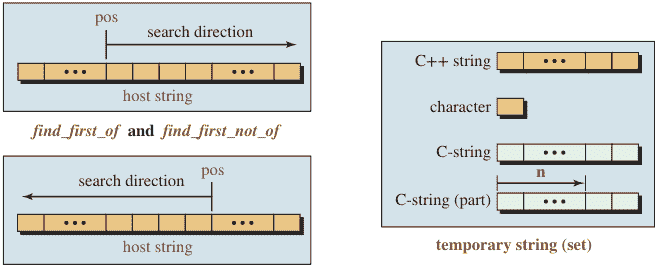 pos
search direction
host string
find_first_of and find_first_not_of
search direction
pos
host string
C++ string
character
C-string
n
C-string (part)
temporary string (set)